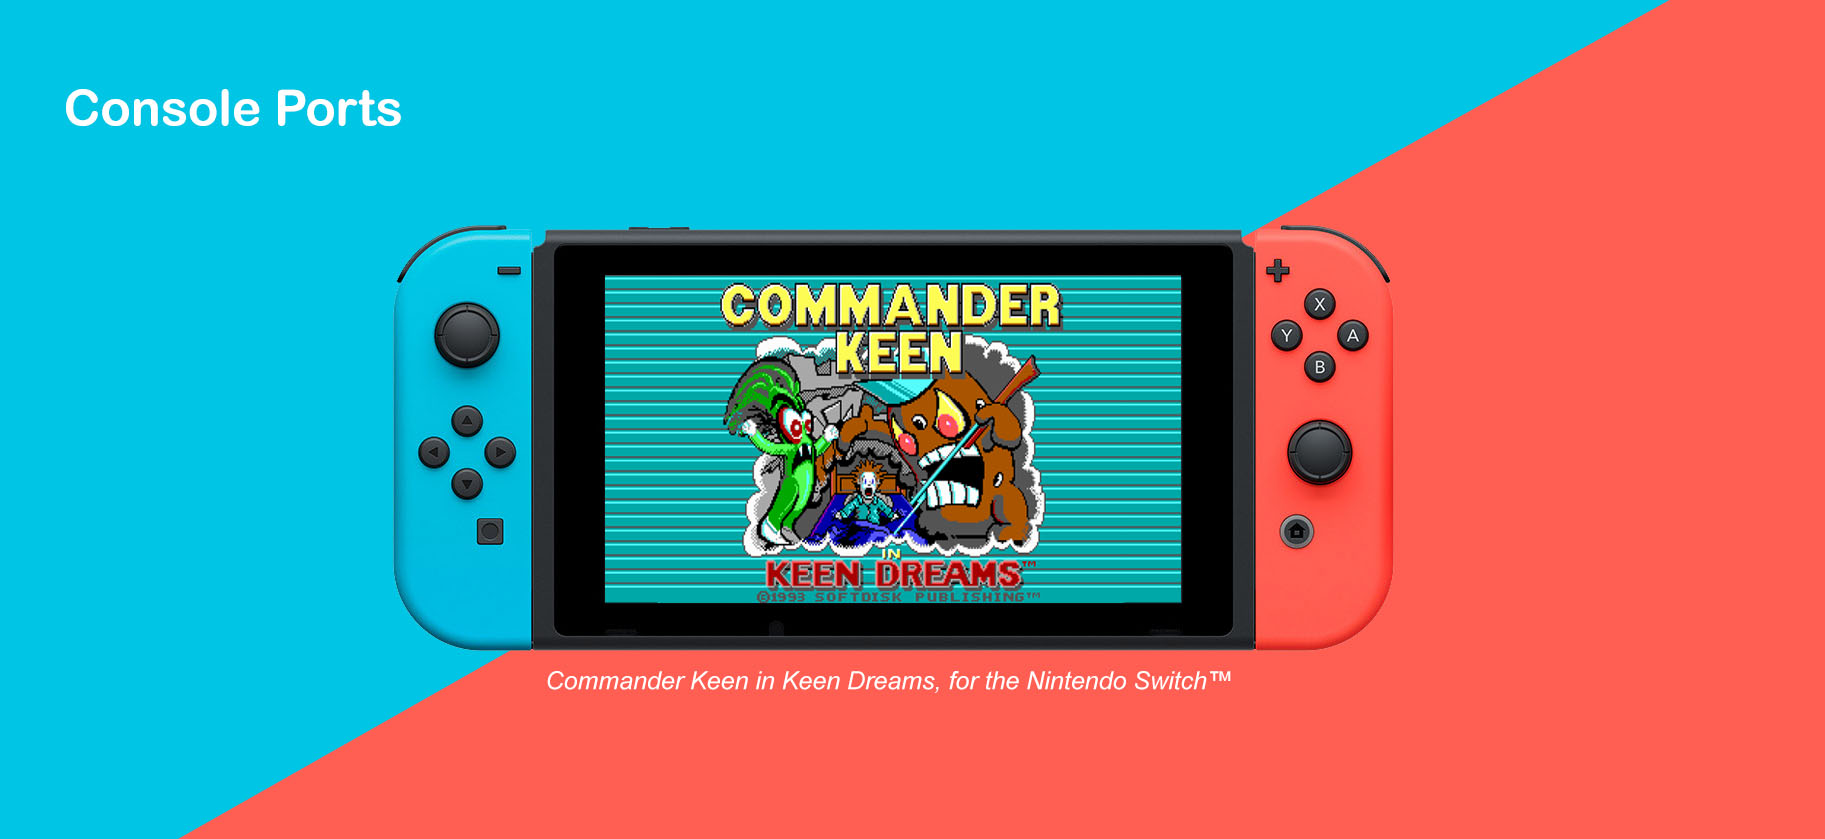 Console Ports
COMMANDER
KEEN
IN
KEEN DREAMS™
©1993 SOFTDISK PUBLISHING™
X
Y
A
B
Commander Keen in Keen Dreams, for the Nintendo Switch™